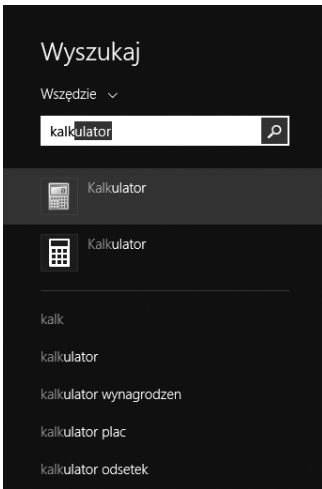 Wyszukaj
Wszędzie
kalkulator
Kalkulator
Kalkulator
kalk
kalkulator
kalkulator wynagrodzen
kalkulator plac
kalkulator odsetek